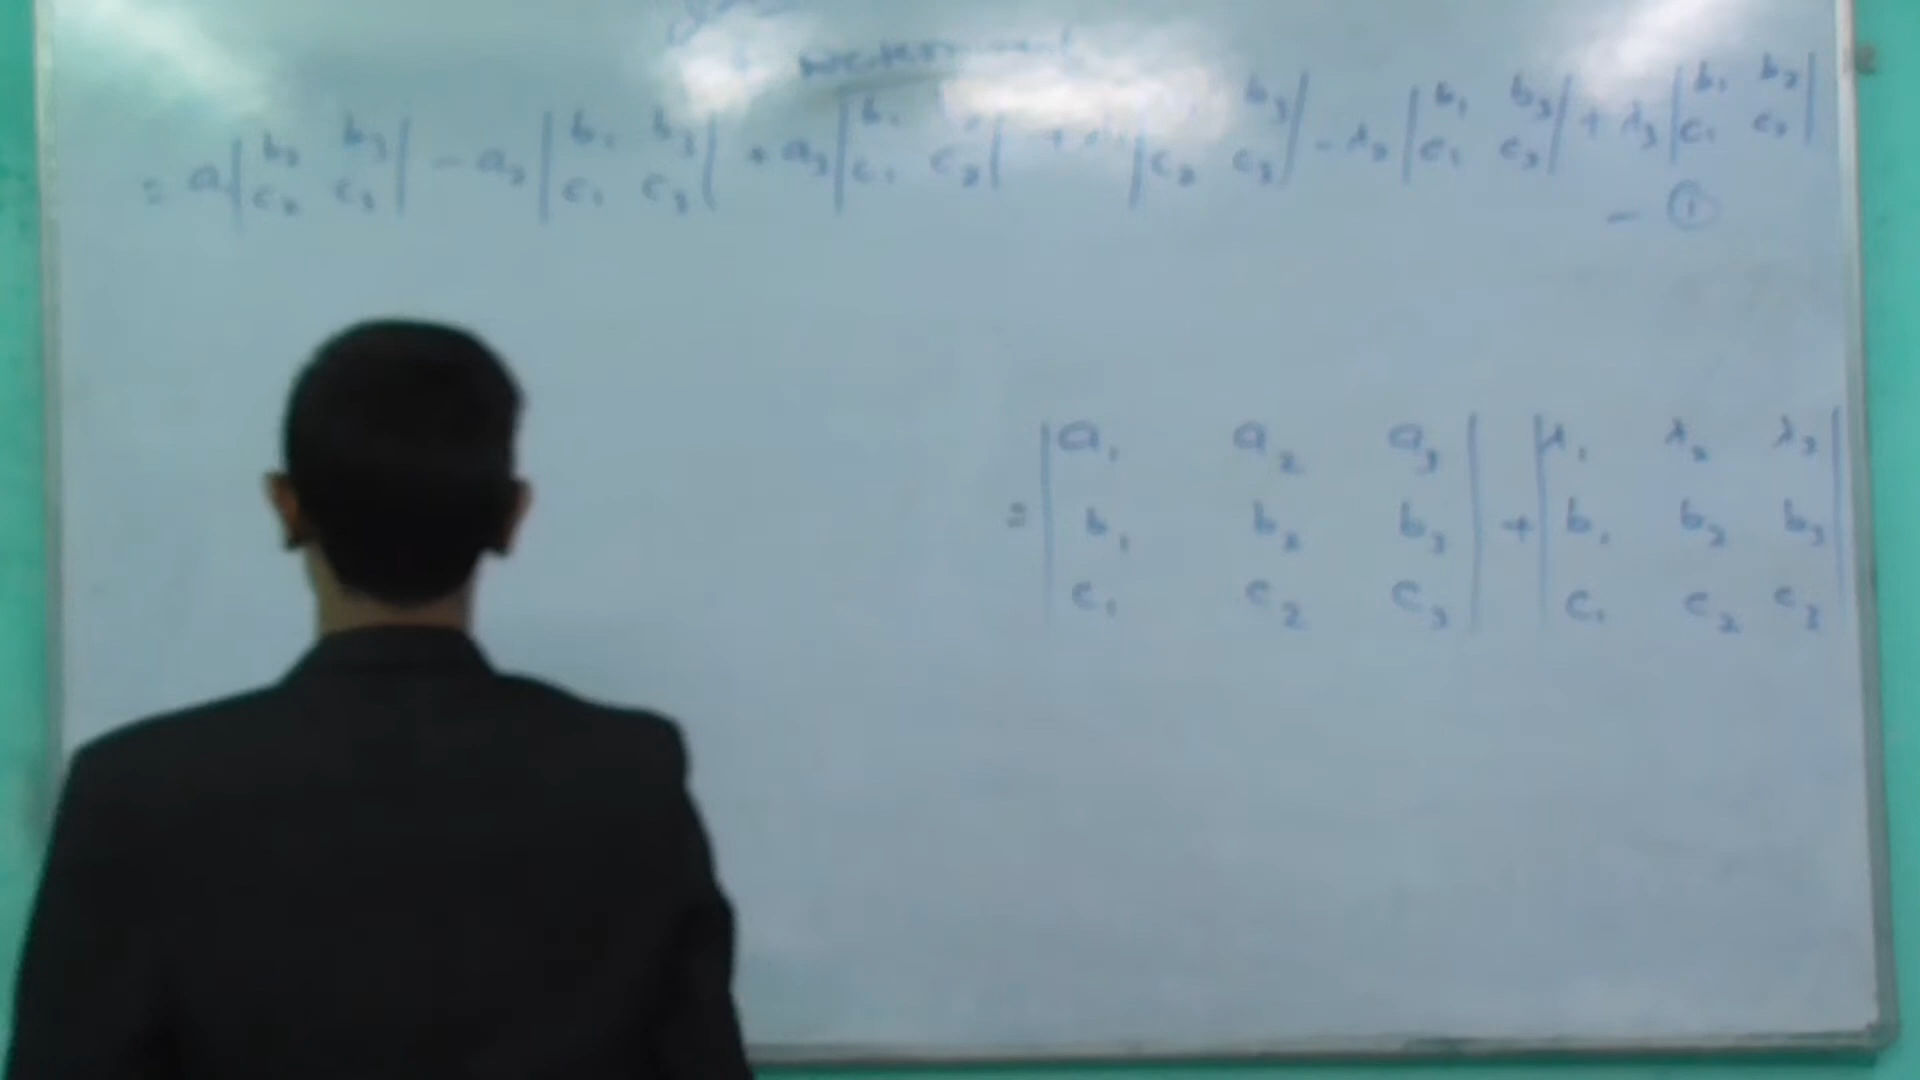 = a₁ |b₂ b₃| - a₂ |b₁ b₃| + a₃ |b₁ | + λ₁ | b₃| - λ₂ |b₁ b₃| + λ₃ |b₁ b₂|
|c₂ c₃| |c₁ c₃| |c₁ c₂| |c₂ c₃| |c₁ c₃| |c₁ c₂|
- ①
|a₁ a₂ a₃| |λ₁ λ₂ λ₃|
= |b₁ b₂ b₃| + |b₁ b₂ b₃|
|c₁ c₂ c₃| |c₁ c₂ c₃|